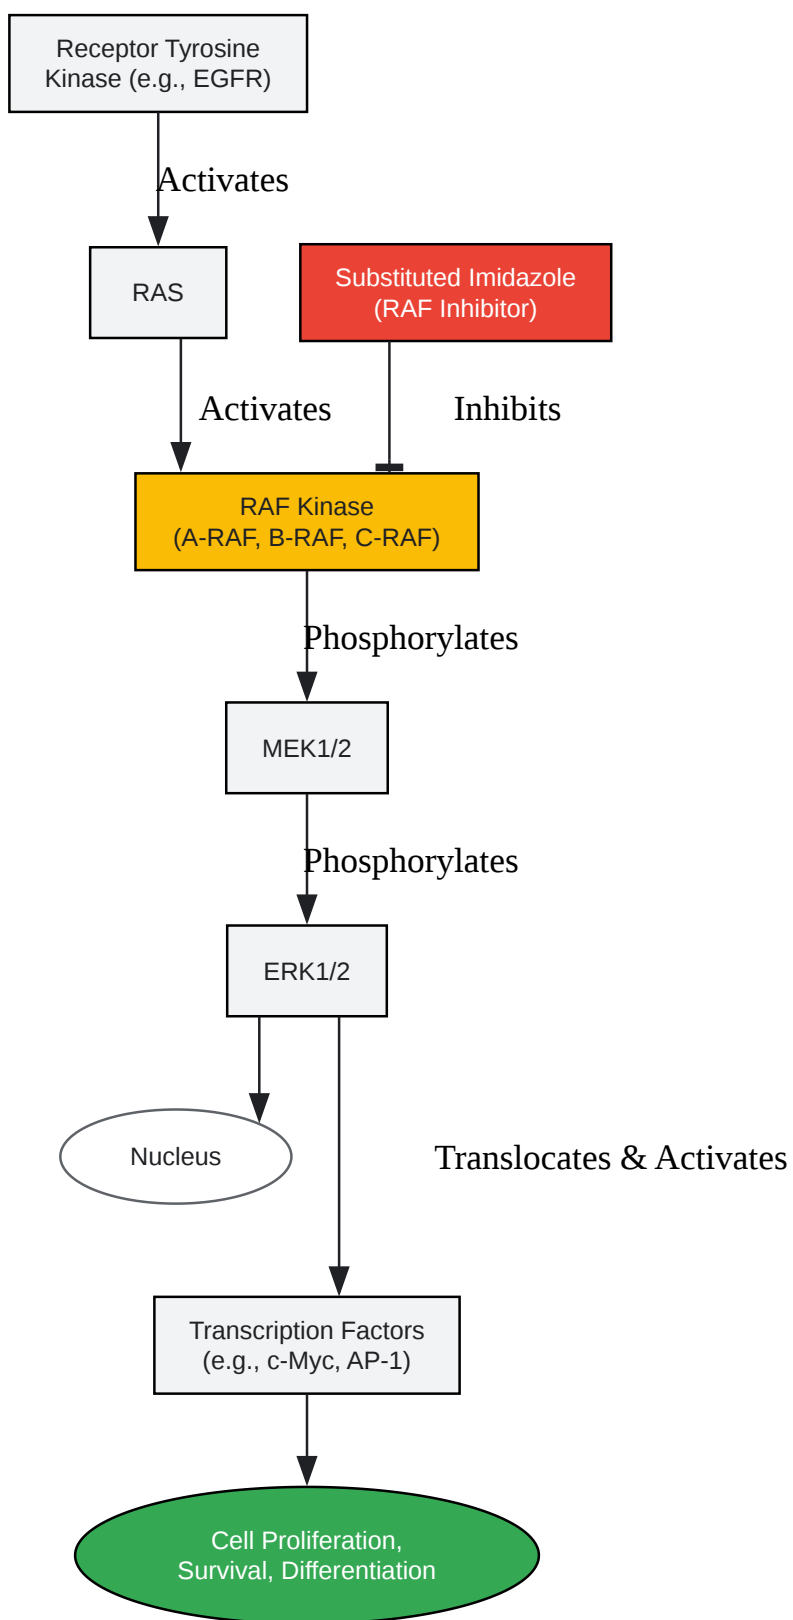 Receptor Tyrosine
Kinase (e.g., EGFR)
Activates
RAS
Substituted Imidazole
(RAF Inhibitor)
Activates
Inhibits
RAF Kinase
(A-RAF, B-RAF, C-RAF)
Phosphorylates
MEK1/2
Phosphorylates
ERK1/2
Nucleus
Translocates & Activates
Transcription Factors
(e.g., c-Myc, AP-1)
Cell Proliferation,
Survival, Differentiation